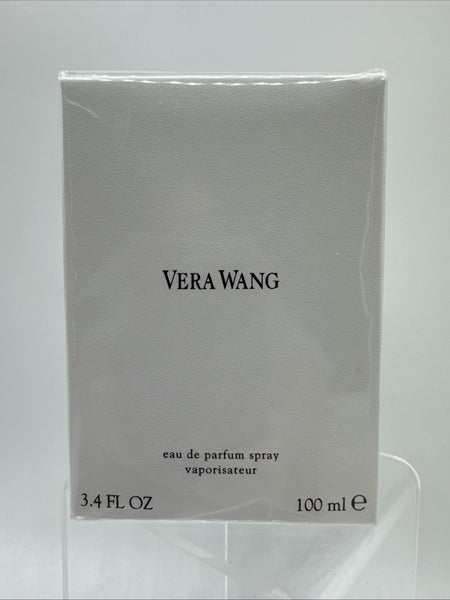 VERA WANG
eau de parfum spray
vaporisateur
3.4 FL OZ 100 ml ℮